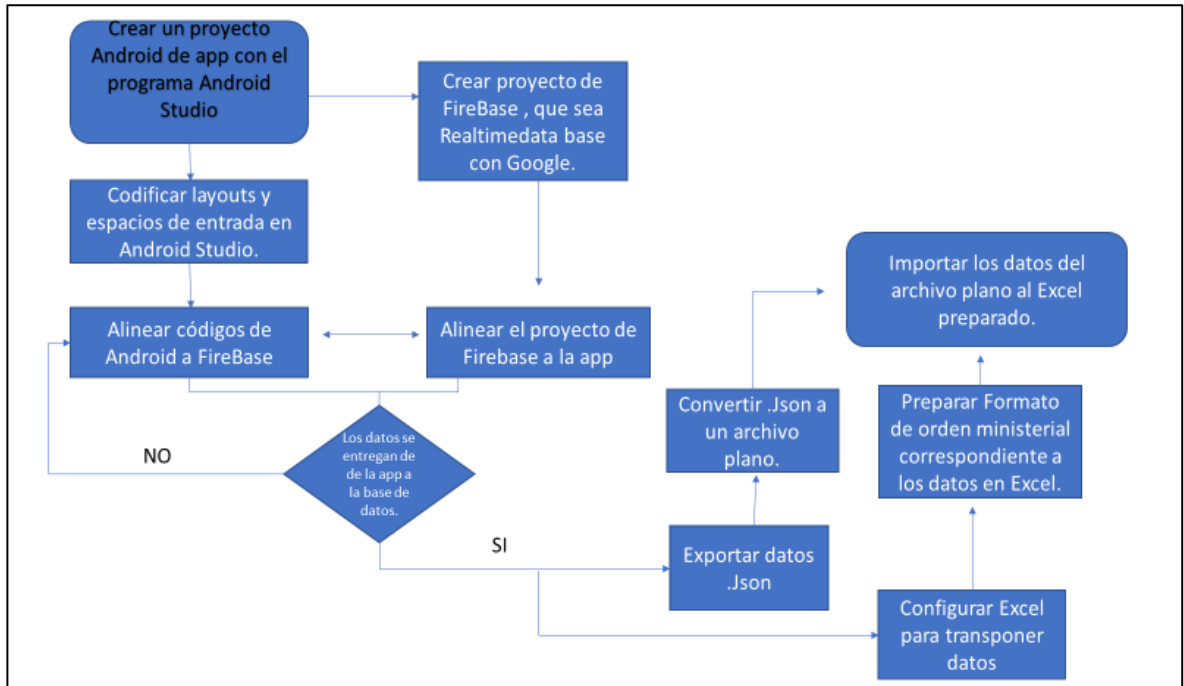 Crear un proyecto
Android de app con el
programa Android
Studio
Crear proyecto de
FireBase , que sea
Realtimedata base
con Google.
Codificar layouts y
espacios de entrada en
Android Studio.
Importar los datos del
archivo plano al Excel
preparado.
Alinear códigos de
Android a FireBase
Alinear el proyecto de
Firebase a la app
Convertir .Json a
un archivo
plano.
Preparar Formato
de orden ministerial
correspondiente a
los datos en Excel.
NO
Los datos se
entregan de
de la app a
la base de
datos.
SI
Exportar datos
.Json
Configurar Excel
para transponer
datos